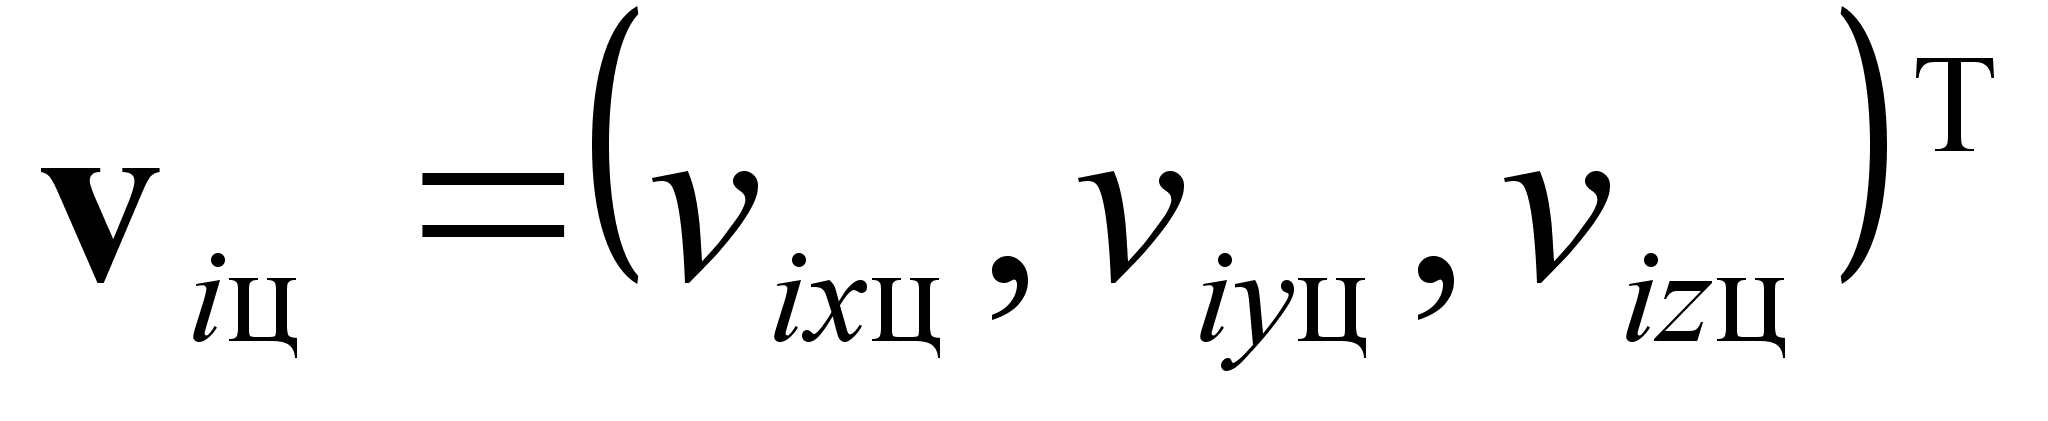 v_{iц} = (v_{ixц}, v_{iyц}, v_{izц})^{T}